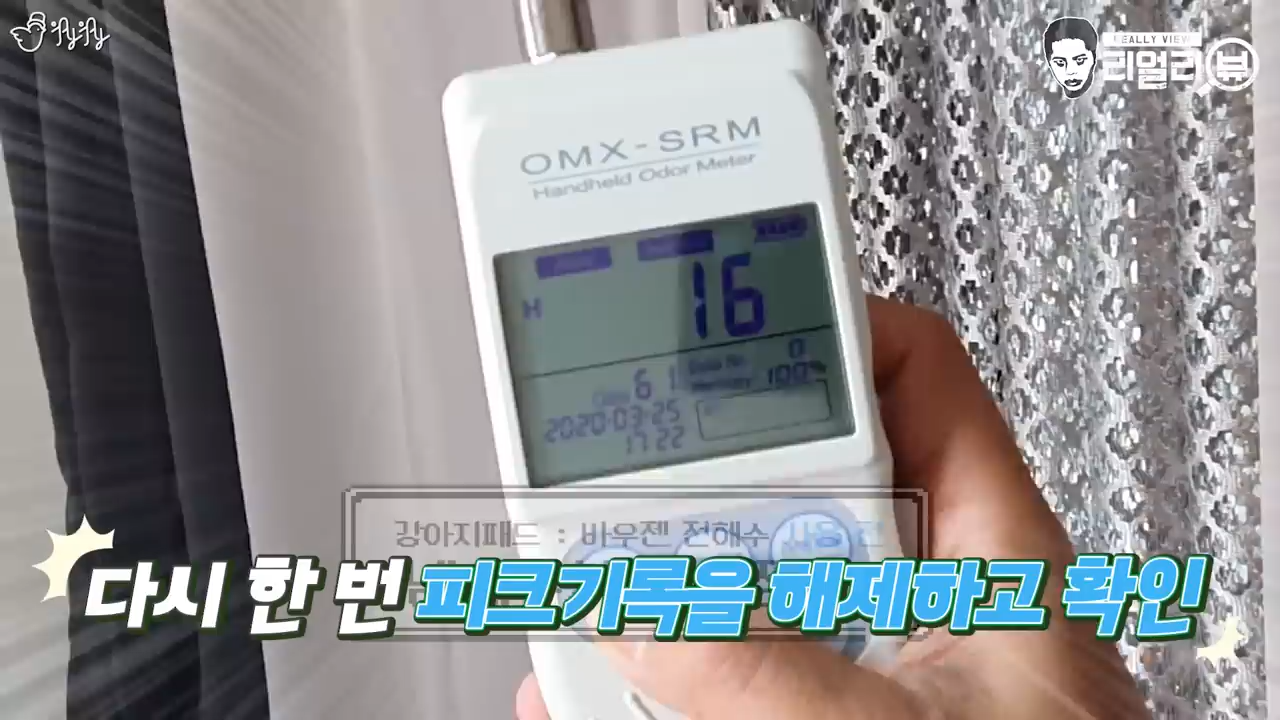 REALLY VIEW
리얼리뷰
OMX-SRM
Handheld Odor Meter
H
16
0
61
100%
2020-03-25
17:22
강아지패드 : 바우젠 전해수 사용 전
다시 한 번 피크기록을 해제하고 확인